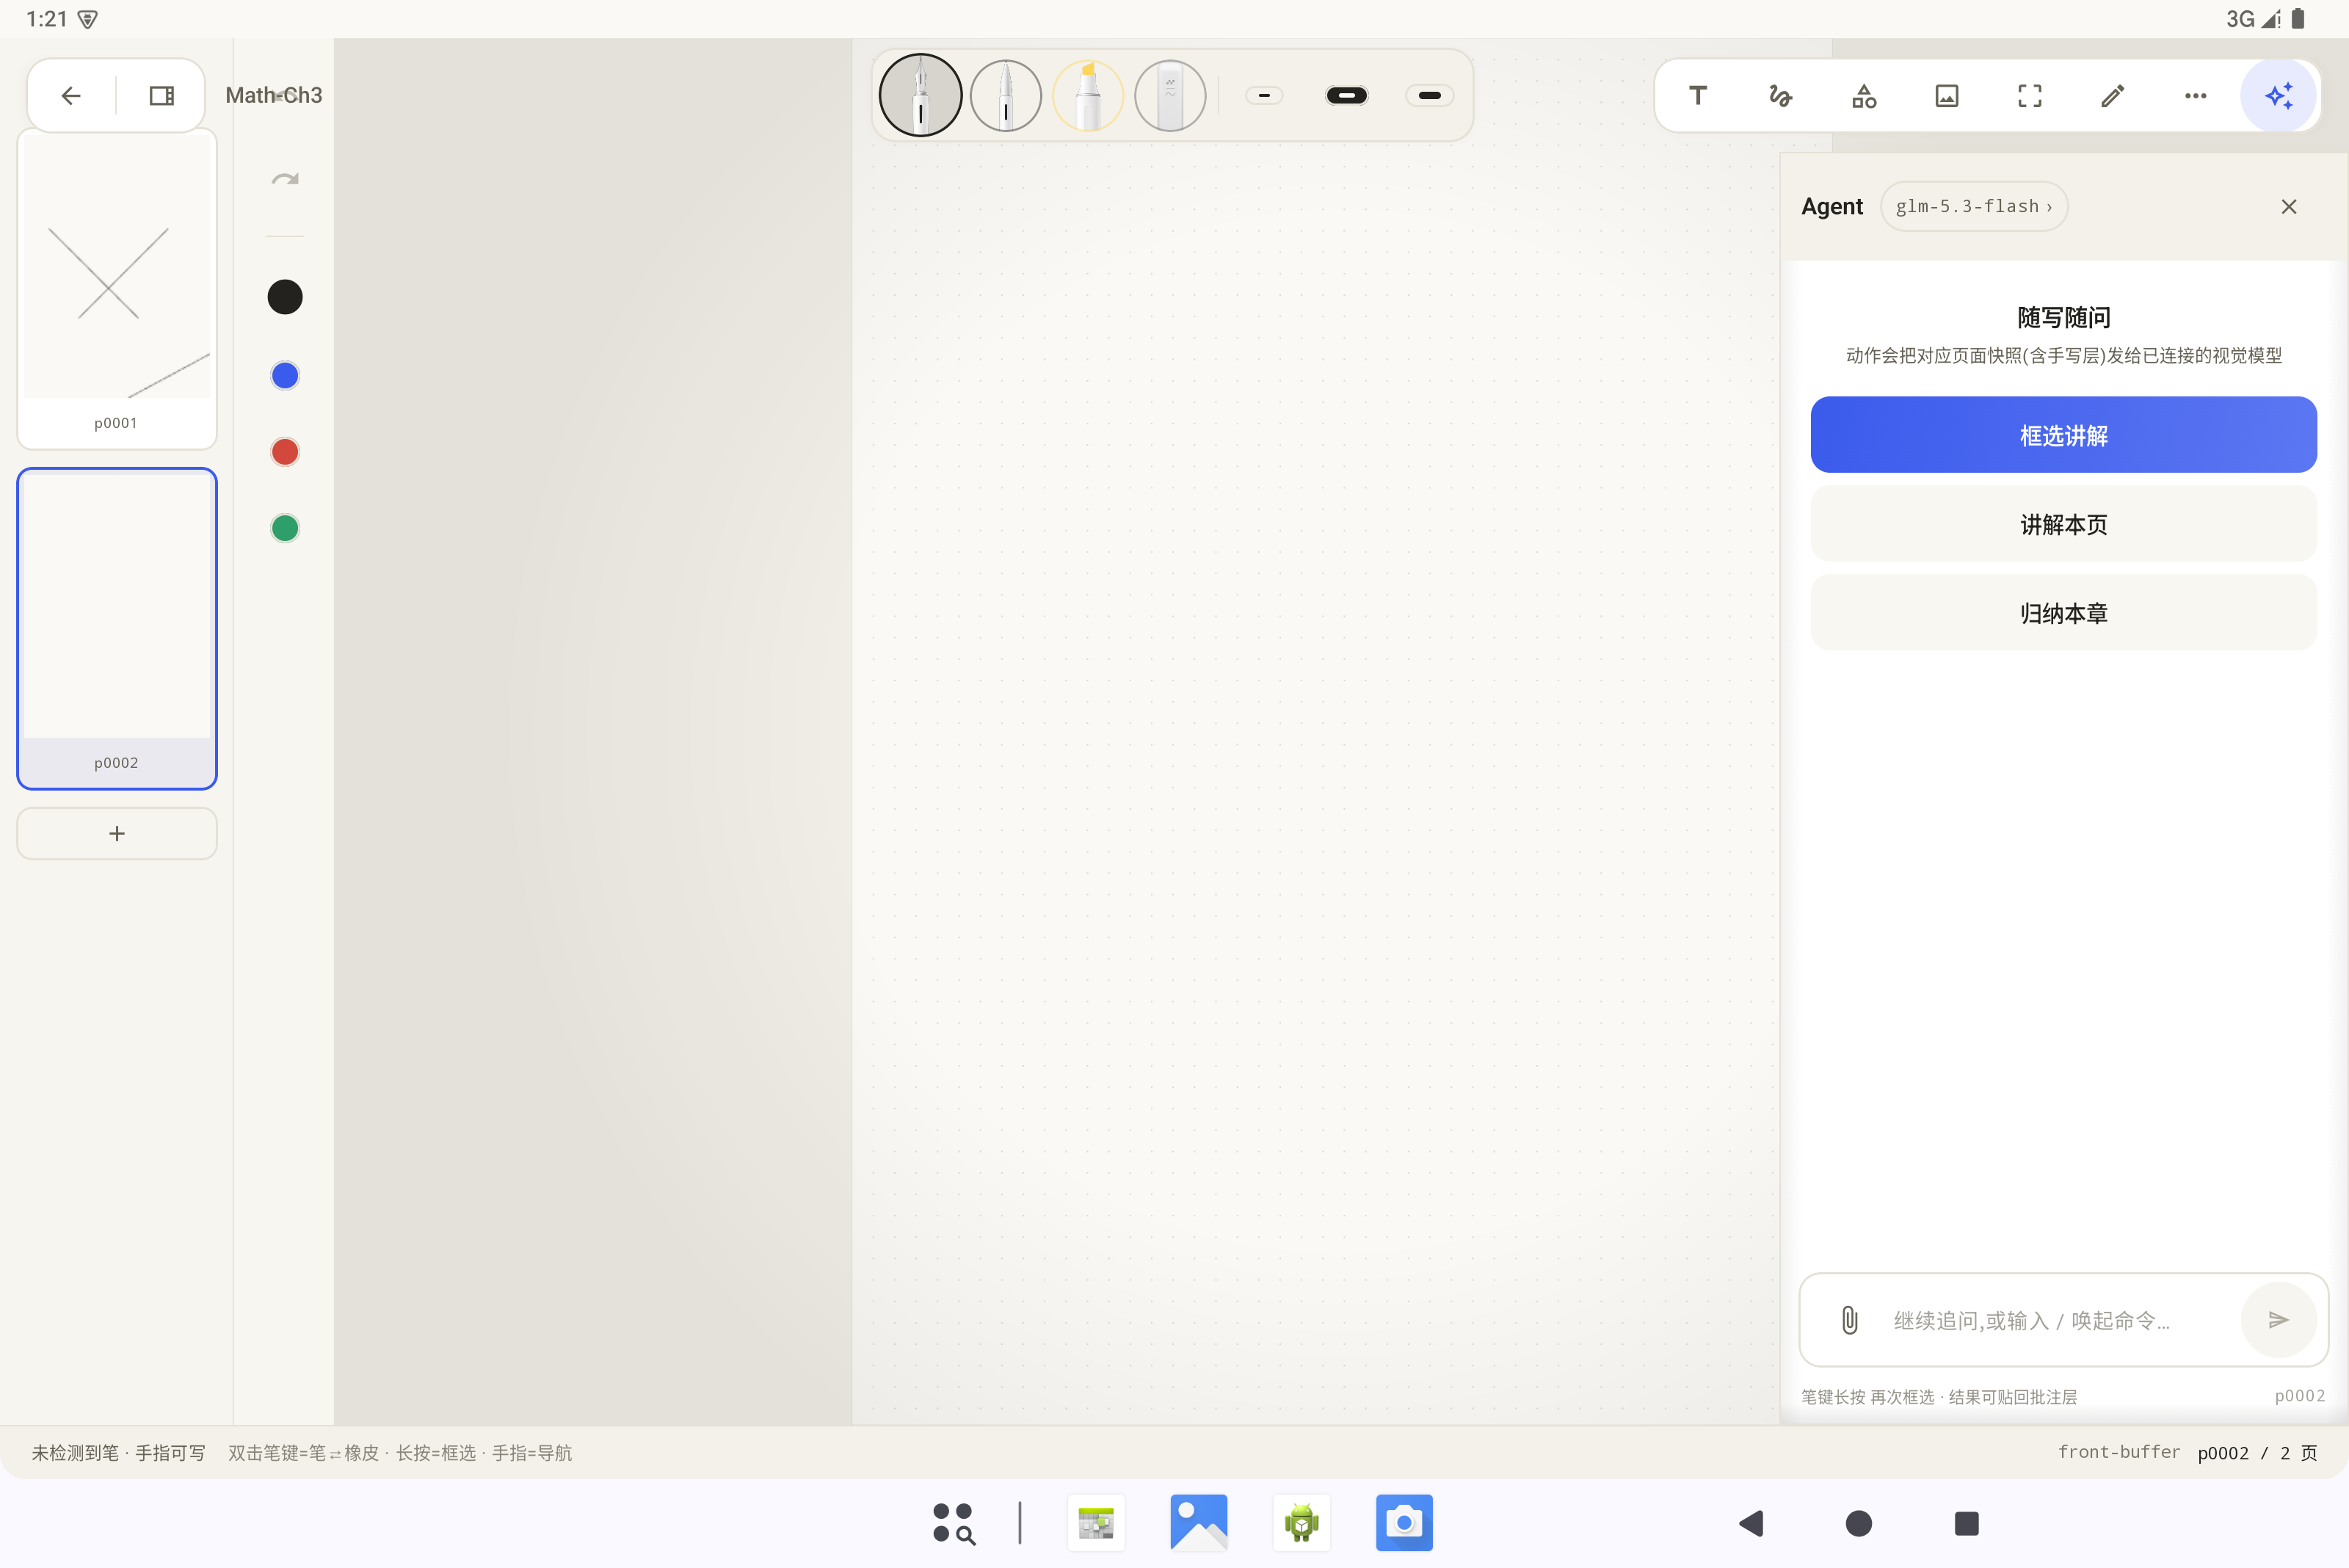 1:21
3G
Math-Ch3
p0001
p0002
+
T
Agent
glm-5.3-flash ›
随写随问
动作会把对应页面快照(含手写层)发给已连接的视觉模型
框选讲解
讲解本页
归纳本章
继续追问,或输入 / 唤起命令…
笔键长按 再次框选 · 结果可贴回批注层
p0002
未检测到笔 · 手指可写
双击笔键=笔⇄橡皮 · 长按=框选 · 手指=导航
front-buffer
p0002 / 2 页